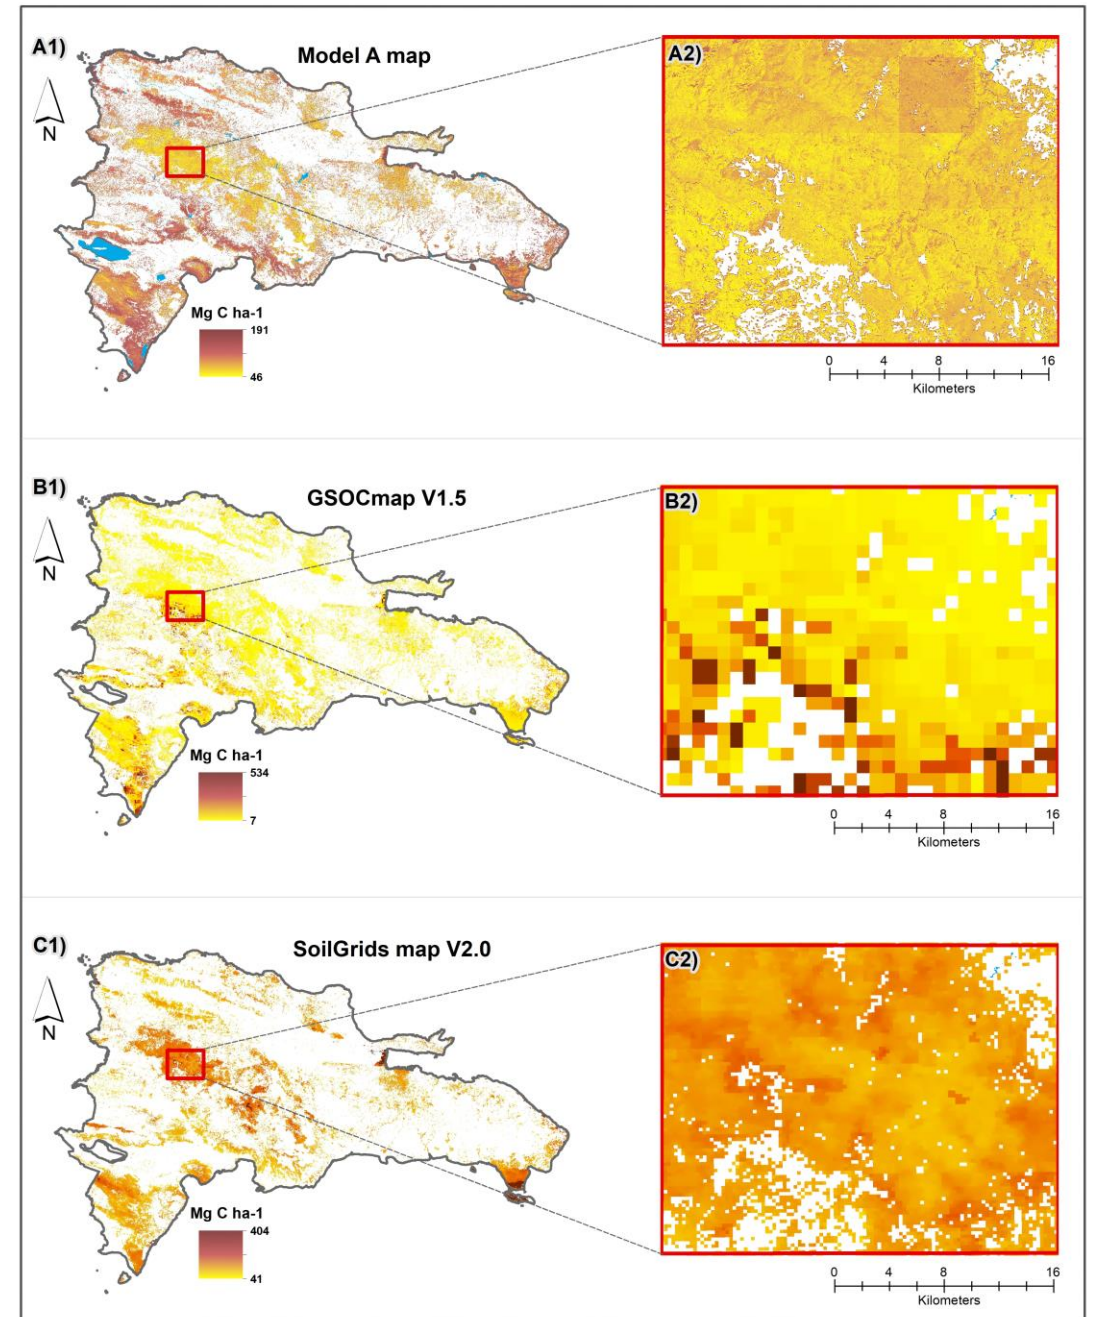 A1)
Model A map
A2)
N
Mg C ha-1
191
46
0 4 8 16
Kilometers
B1)
GSOCmap V1.5
B2)
N
Mg C ha-1
534
7
0 4 8 16
Kilometers
C1)
SoilGrids map V2.0
C2)
N
Mg C ha-1
404
41
0 4 8 16
Kilometers